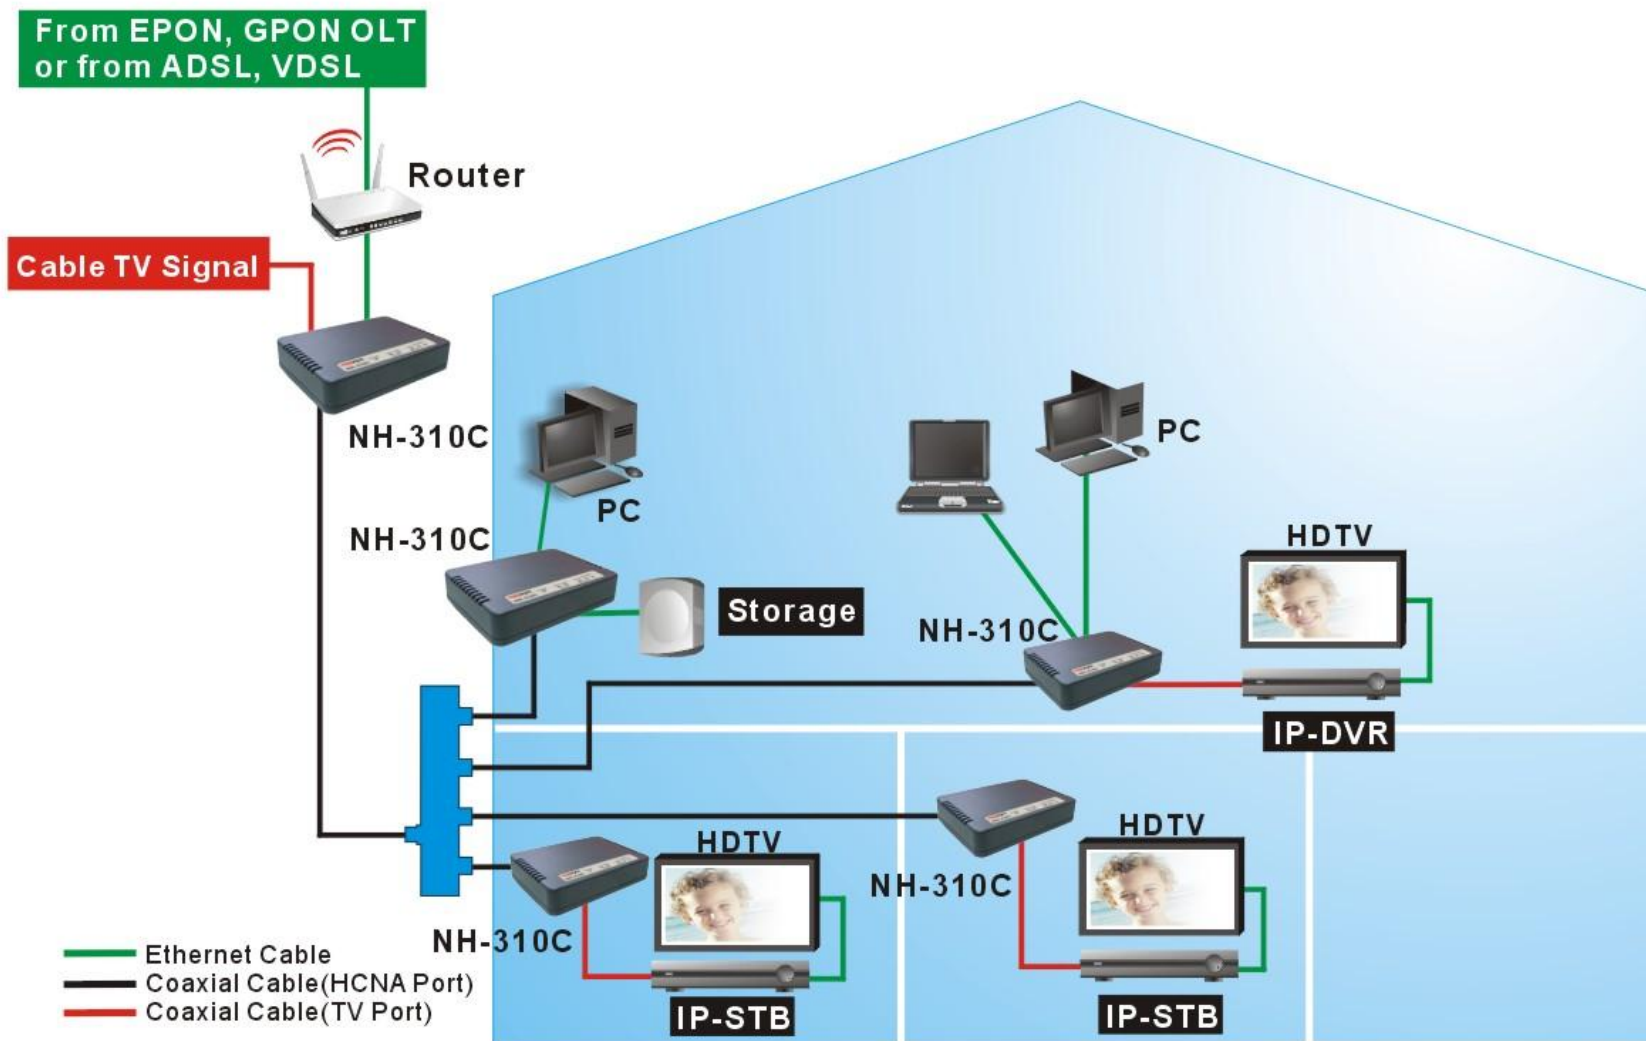 From EPON, GPON OLT
or from ADSL, VDSL
Router
Cable TV Signal
NH-310C
PC
PC
NH-310C
HDTV
Storage
NH-310C
IP-DVR
HDTV
HDTV
NH-310C
NH-310C
Ethernet Cable
Coaxial Cable(HCNA Port)
Coaxial Cable(TV Port)
IP-STB
IP-STB